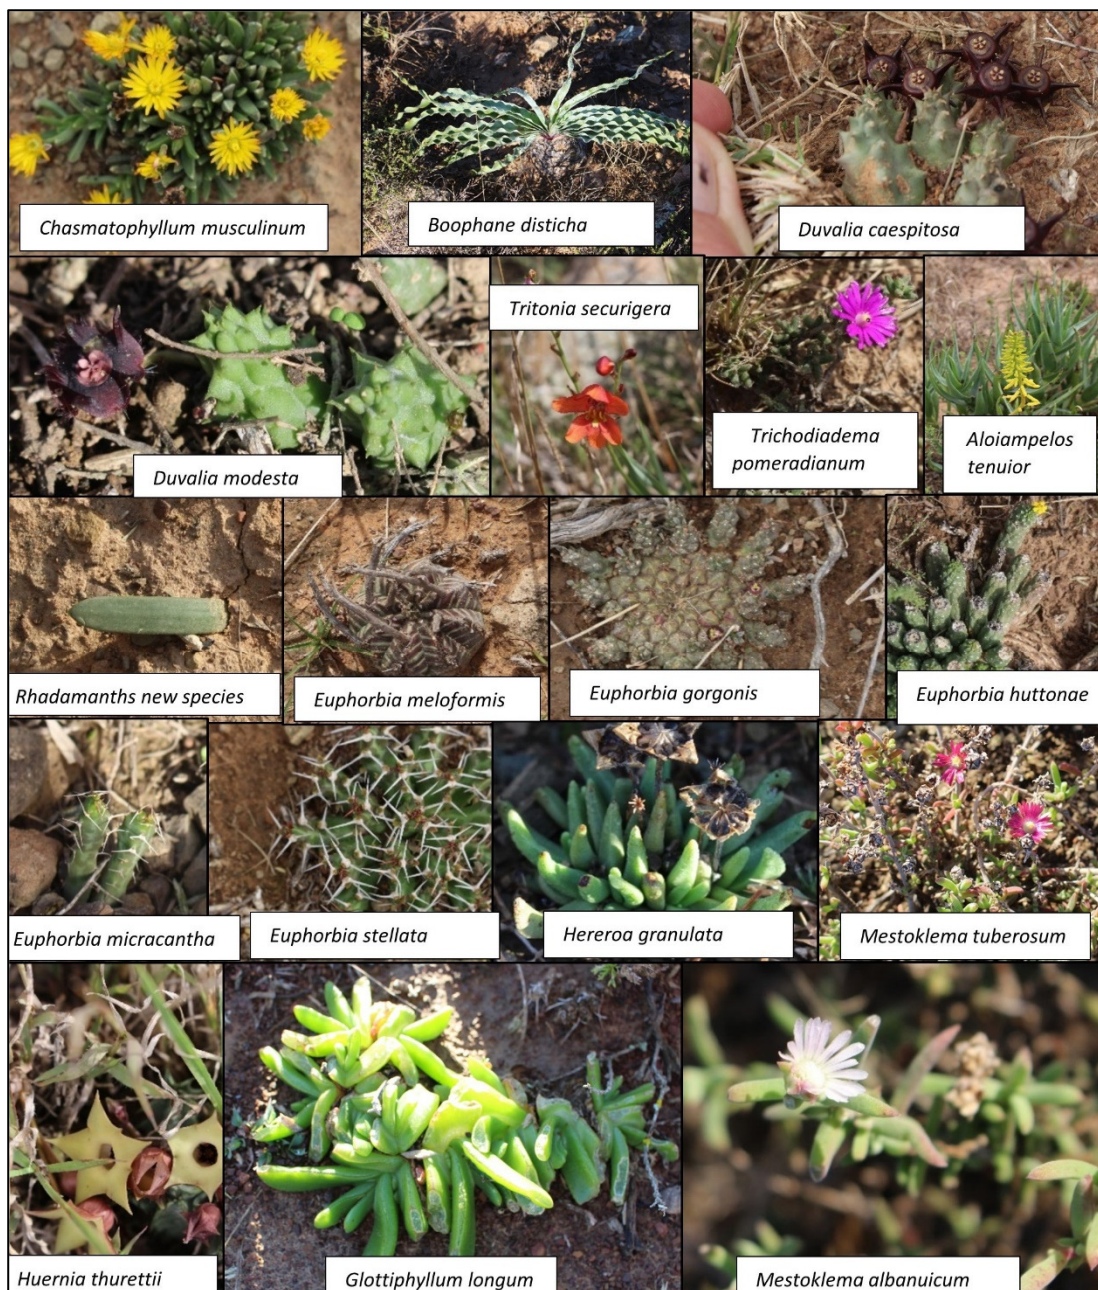 Chasmatophyllum musculinum
Boophane disticha
Duvalia caespitosa
Duvalia modesta
Tritonia securigera
Trichodiadema
pomeradianum
Aloiampelos
tenuior
Rhadamanths new species
Euphorbia meloformis
Euphorbia gorgonis
Euphorbia huttonae
Euphorbia micracantha
Euphorbia stellata
Hereroa granulata
Mestoklema tuberosum
Huernia thurettii
Glottiphyllum longum
Mestoklema albanuicum